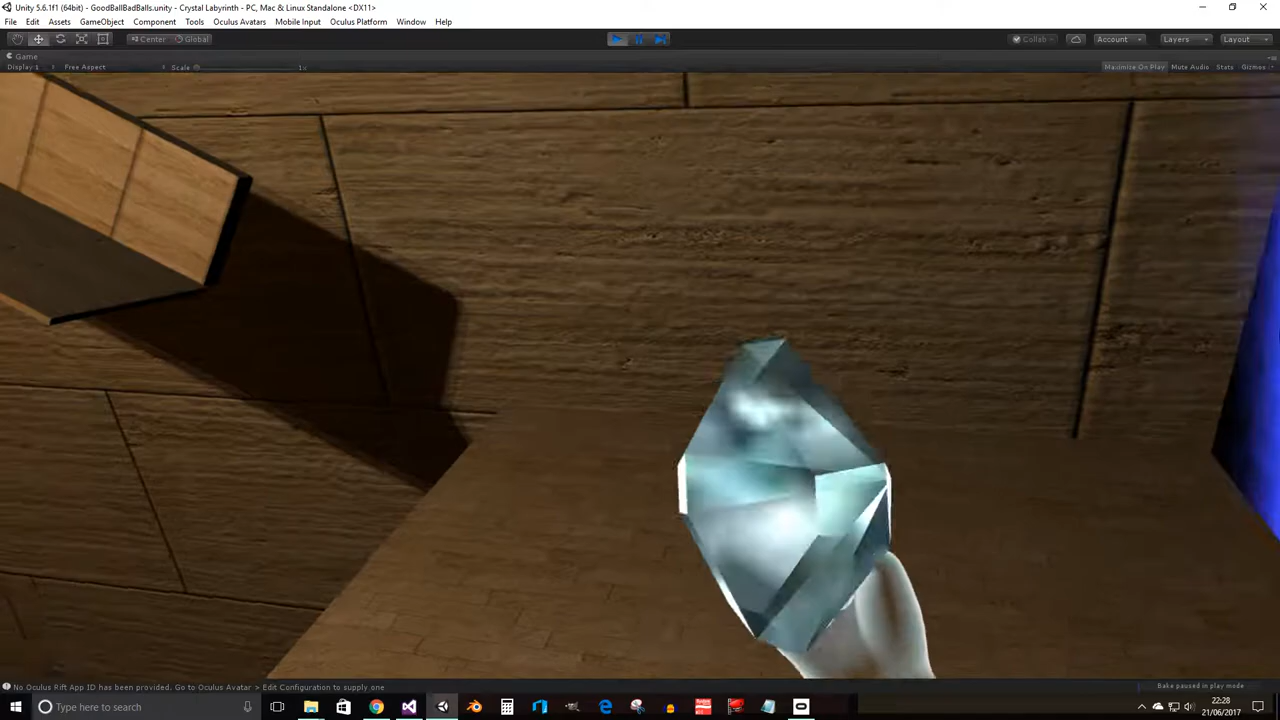 Unity 5.6.1f1 (64bit) - GoodBallBadBalls.unity - Crystal Labyrinth - PC, Mac & Linux Standalone <DX11>
File Edit Assets GameObject Component Tools Oculus Avatars Mobile Input Oculus Platform Window Help
Center Global Collab Account Layers Layout
Game
Display 1 Free Aspect Scale 1x Maximize On Play Mute Audio Stats Gizmos
No Oculus Rift App ID has been provided. Go to Oculus Avatar > Edit Configuration to supply one Bake paused in play mode
Type here to search 22:28
21/06/2017